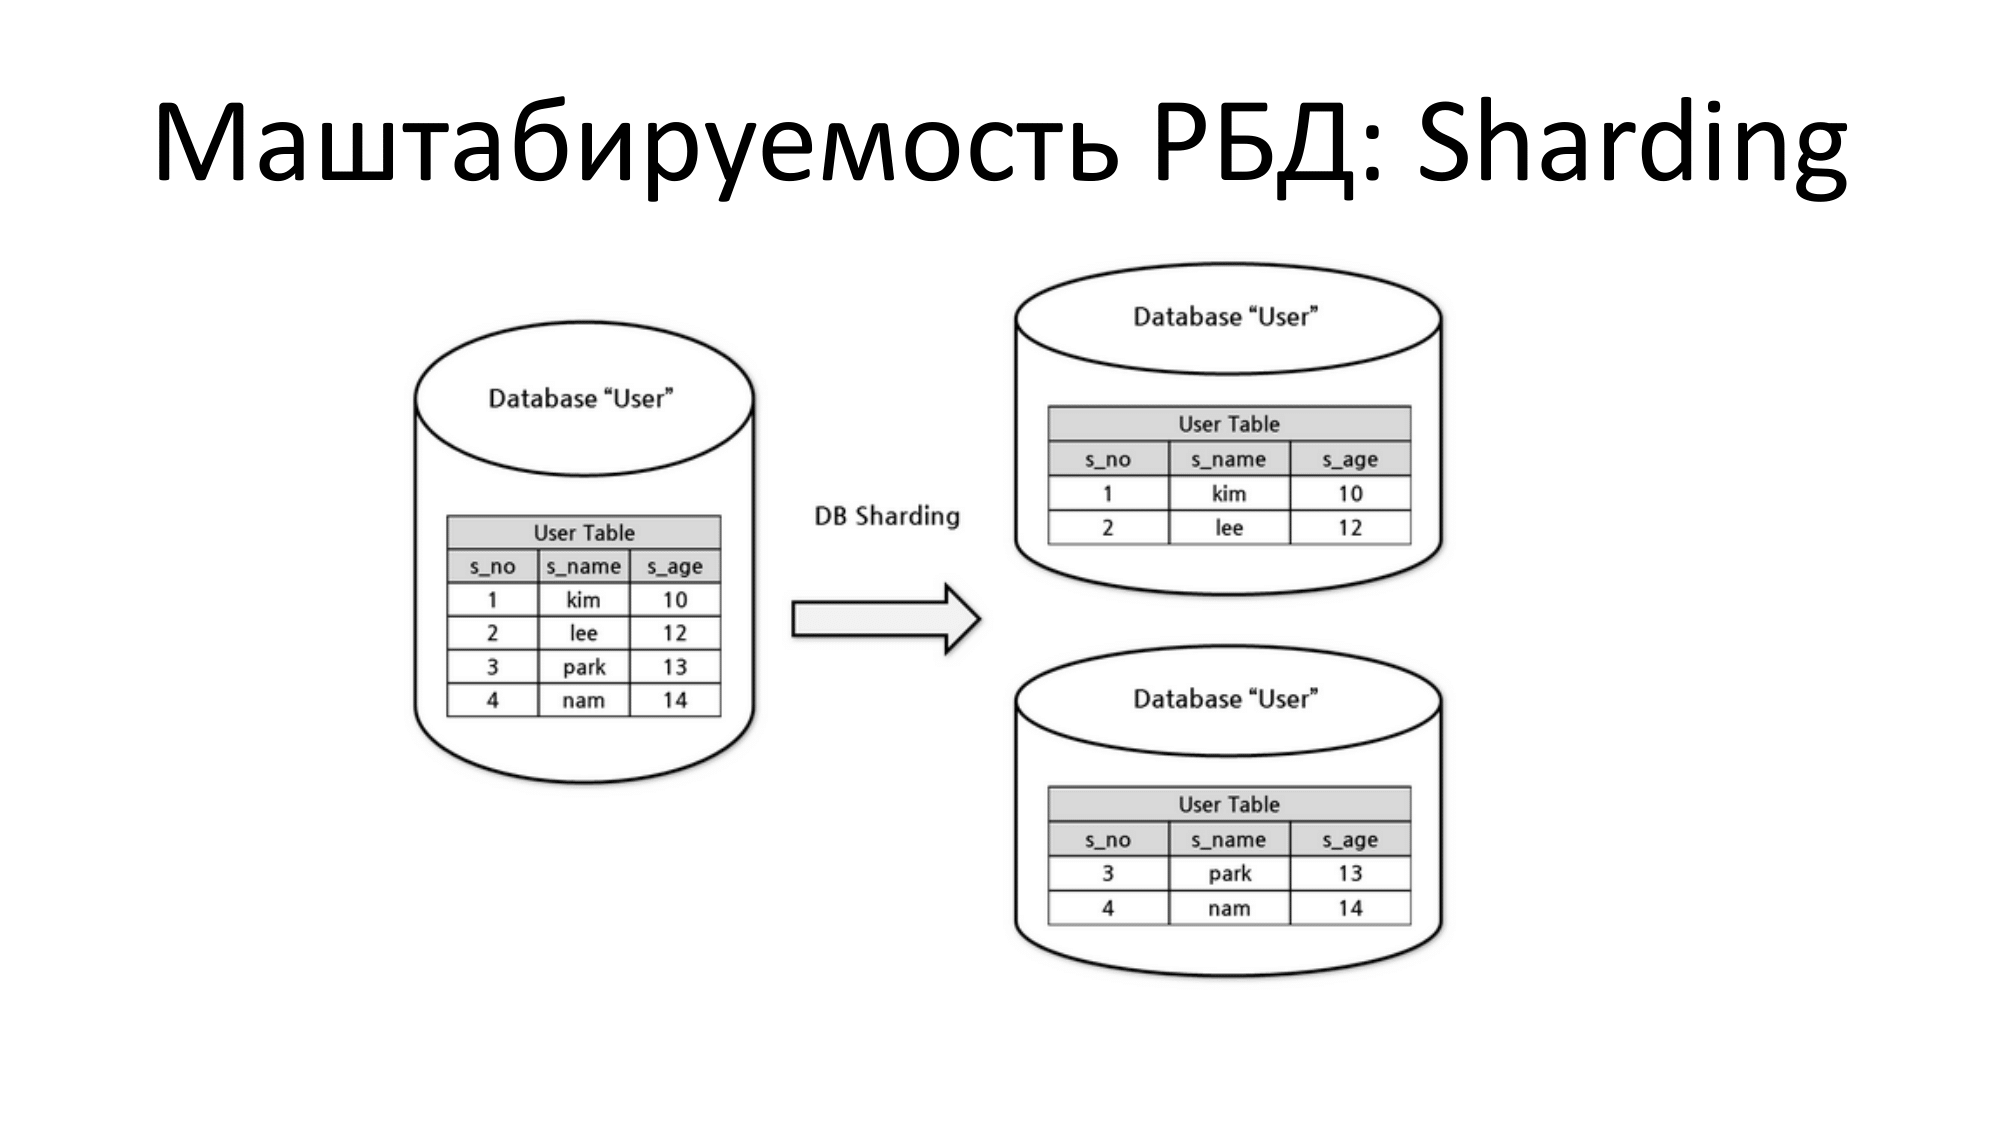 Маштабируемость РБД: Sharding
Database “User”
User Table
s_no s_name s_age
1 kim 10
2 lee 12
3 park 13
4 nam 14
DB Sharding
Database “User”
User Table
s_no s_name s_age
1 kim 10
2 lee 12
Database “User”
User Table
s_no s_name s_age
3 park 13
4 nam 14